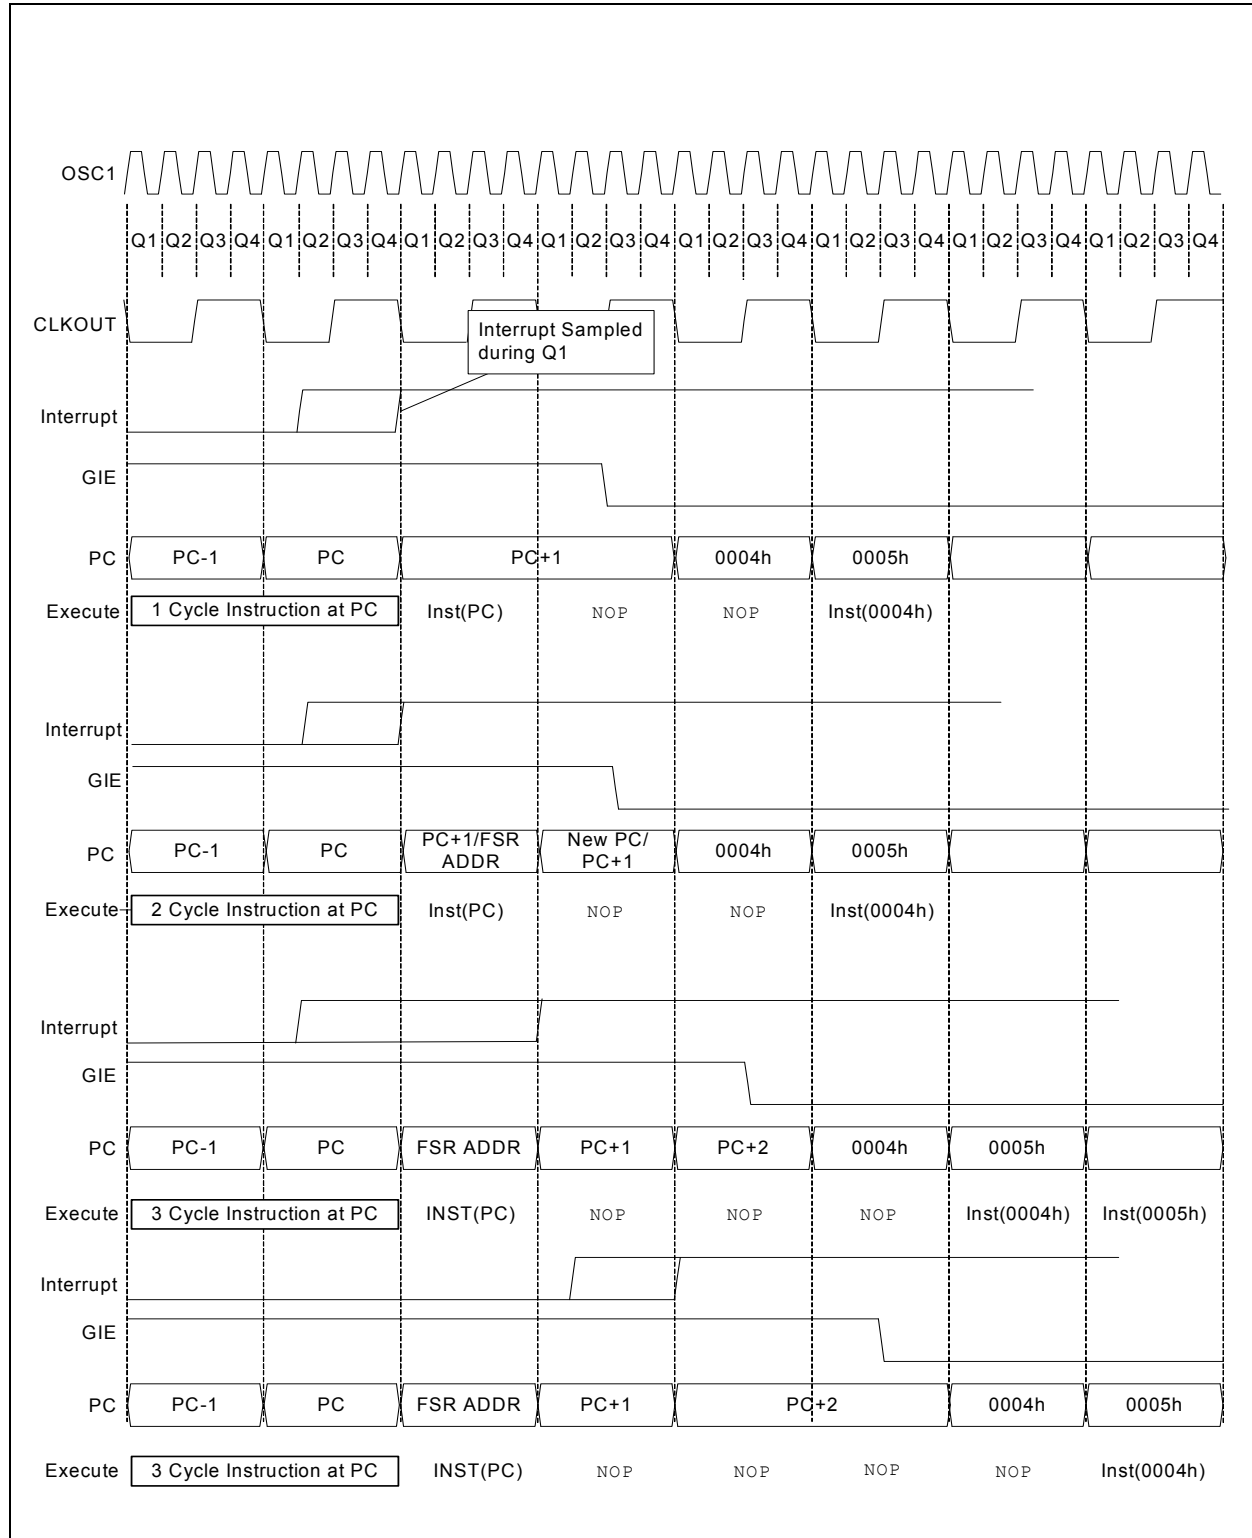 OSC1
Q1 Q2 Q3 Q4 Q1 Q2 Q3 Q4 Q1 Q2 Q3 Q4 Q1 Q2 Q3 Q4 Q1 Q2 Q3 Q4 Q1 Q2 Q3 Q4 Q1 Q2 Q3 Q4 Q1 Q2 Q3 Q4
CLKOUT
Interrupt Sampled
during Q1
Interrupt
GIE
PC PC-1 PC PC+1 0004h 0005h
Execute 1 Cycle Instruction at PC Inst(PC) NOP NOP Inst(0004h)
Interrupt
GIE
PC PC-1 PC PC+1/FSR ADDR New PC/ PC+1 0004h 0005h
Execute 2 Cycle Instruction at PC Inst(PC) NOP NOP Inst(0004h)
Interrupt
GIE
PC PC-1 PC FSR ADDR PC+1 PC+2 0004h 0005h
Execute 3 Cycle Instruction at PC INST(PC) NOP NOP NOP Inst(0004h) Inst(0005h)
Interrupt
GIE
PC PC-1 PC FSR ADDR PC+1 PC+2 0004h 0005h
Execute 3 Cycle Instruction at PC INST(PC) NOP NOP NOP NOP Inst(0004h)